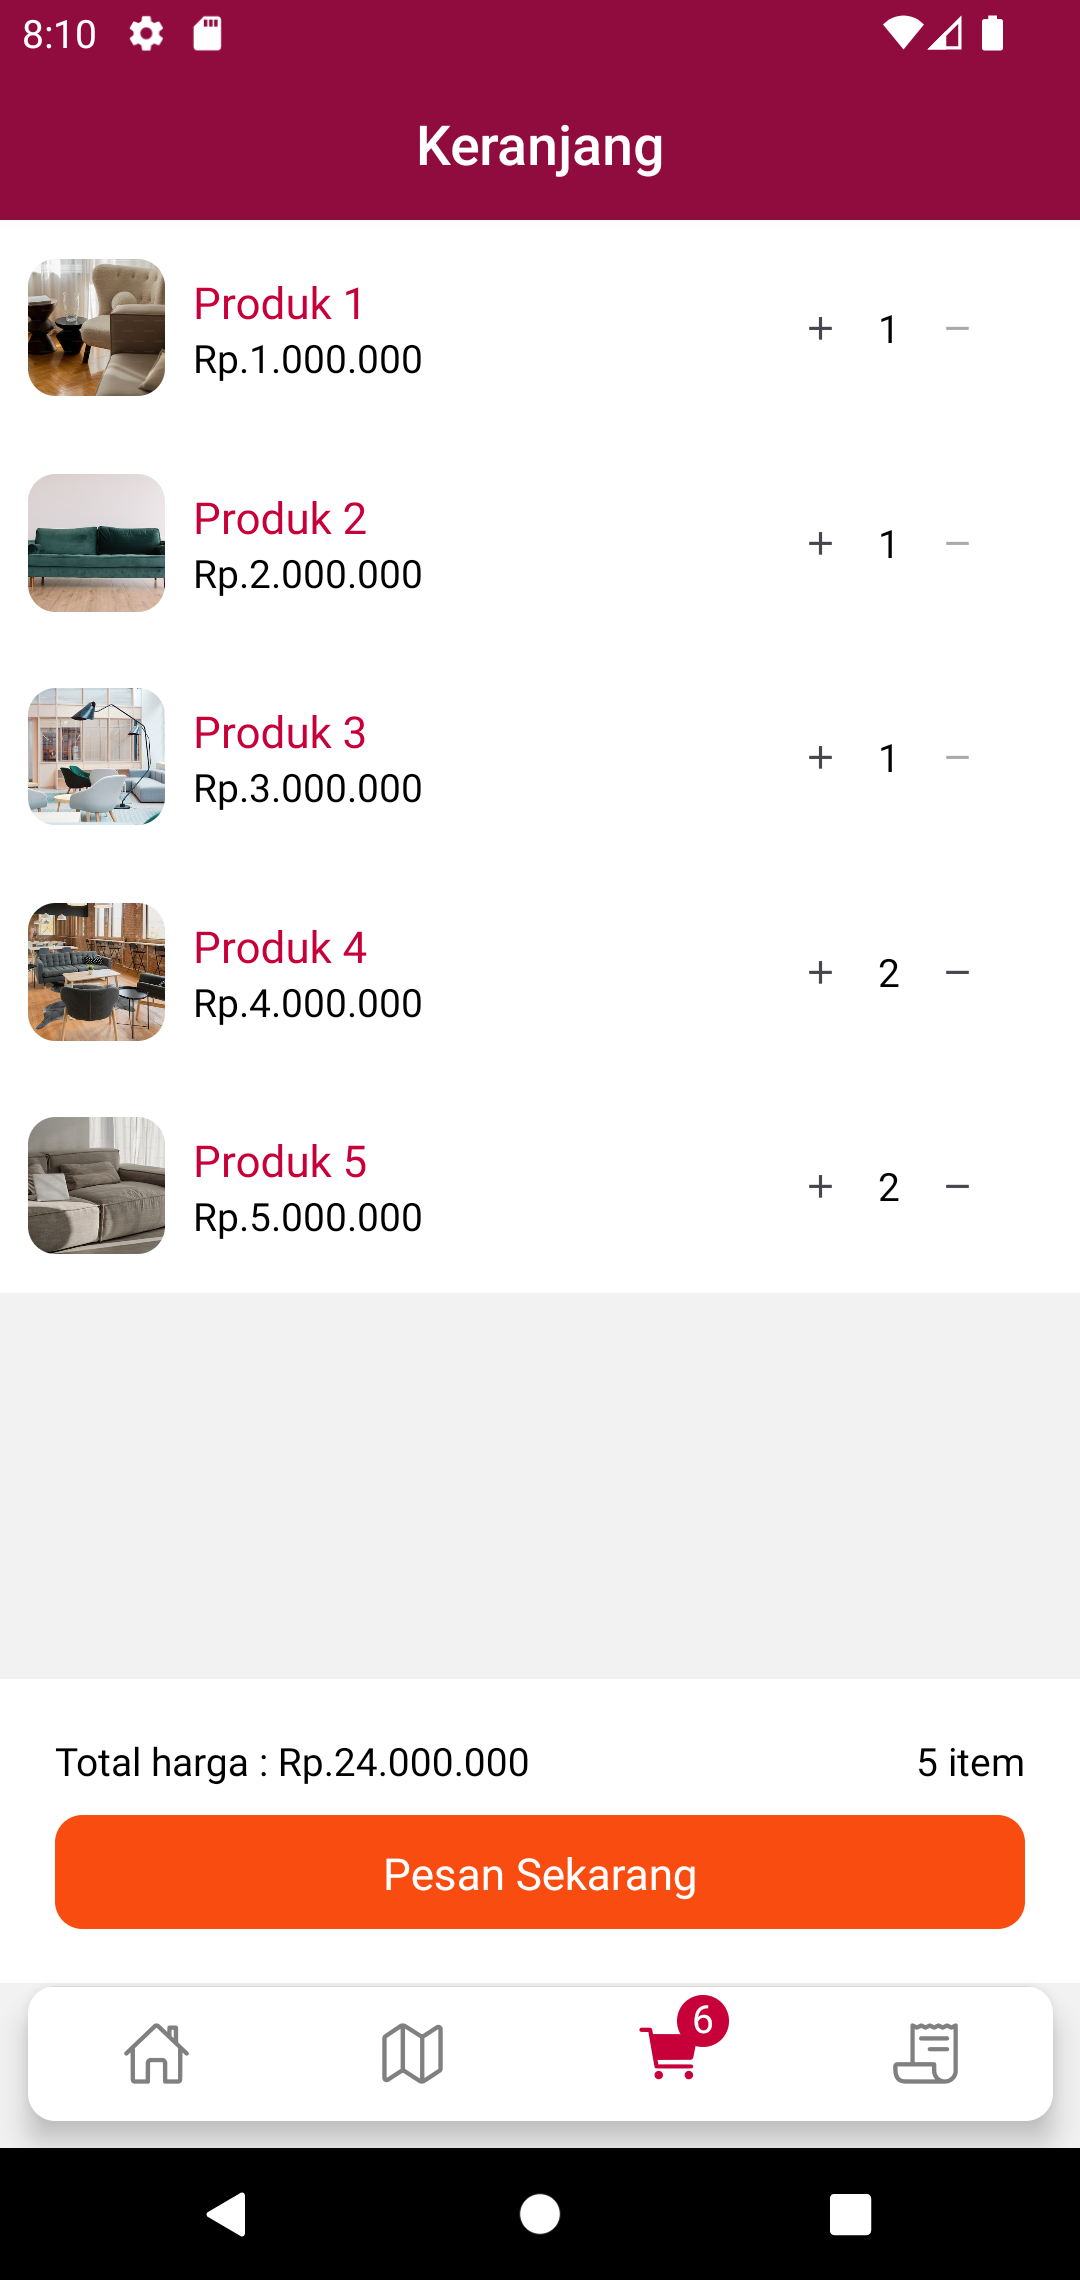 8:10
Keranjang
Produk 1
Rp.1.000.000
+ 1 −
Produk 2
Rp.2.000.000
+ 1 −
Produk 3
Rp.3.000.000
+ 1 −
Produk 4
Rp.4.000.000
+ 2 −
Produk 5
Rp.5.000.000
+ 2 −
Total harga : Rp.24.000.000 5 item
Pesan Sekarang
6